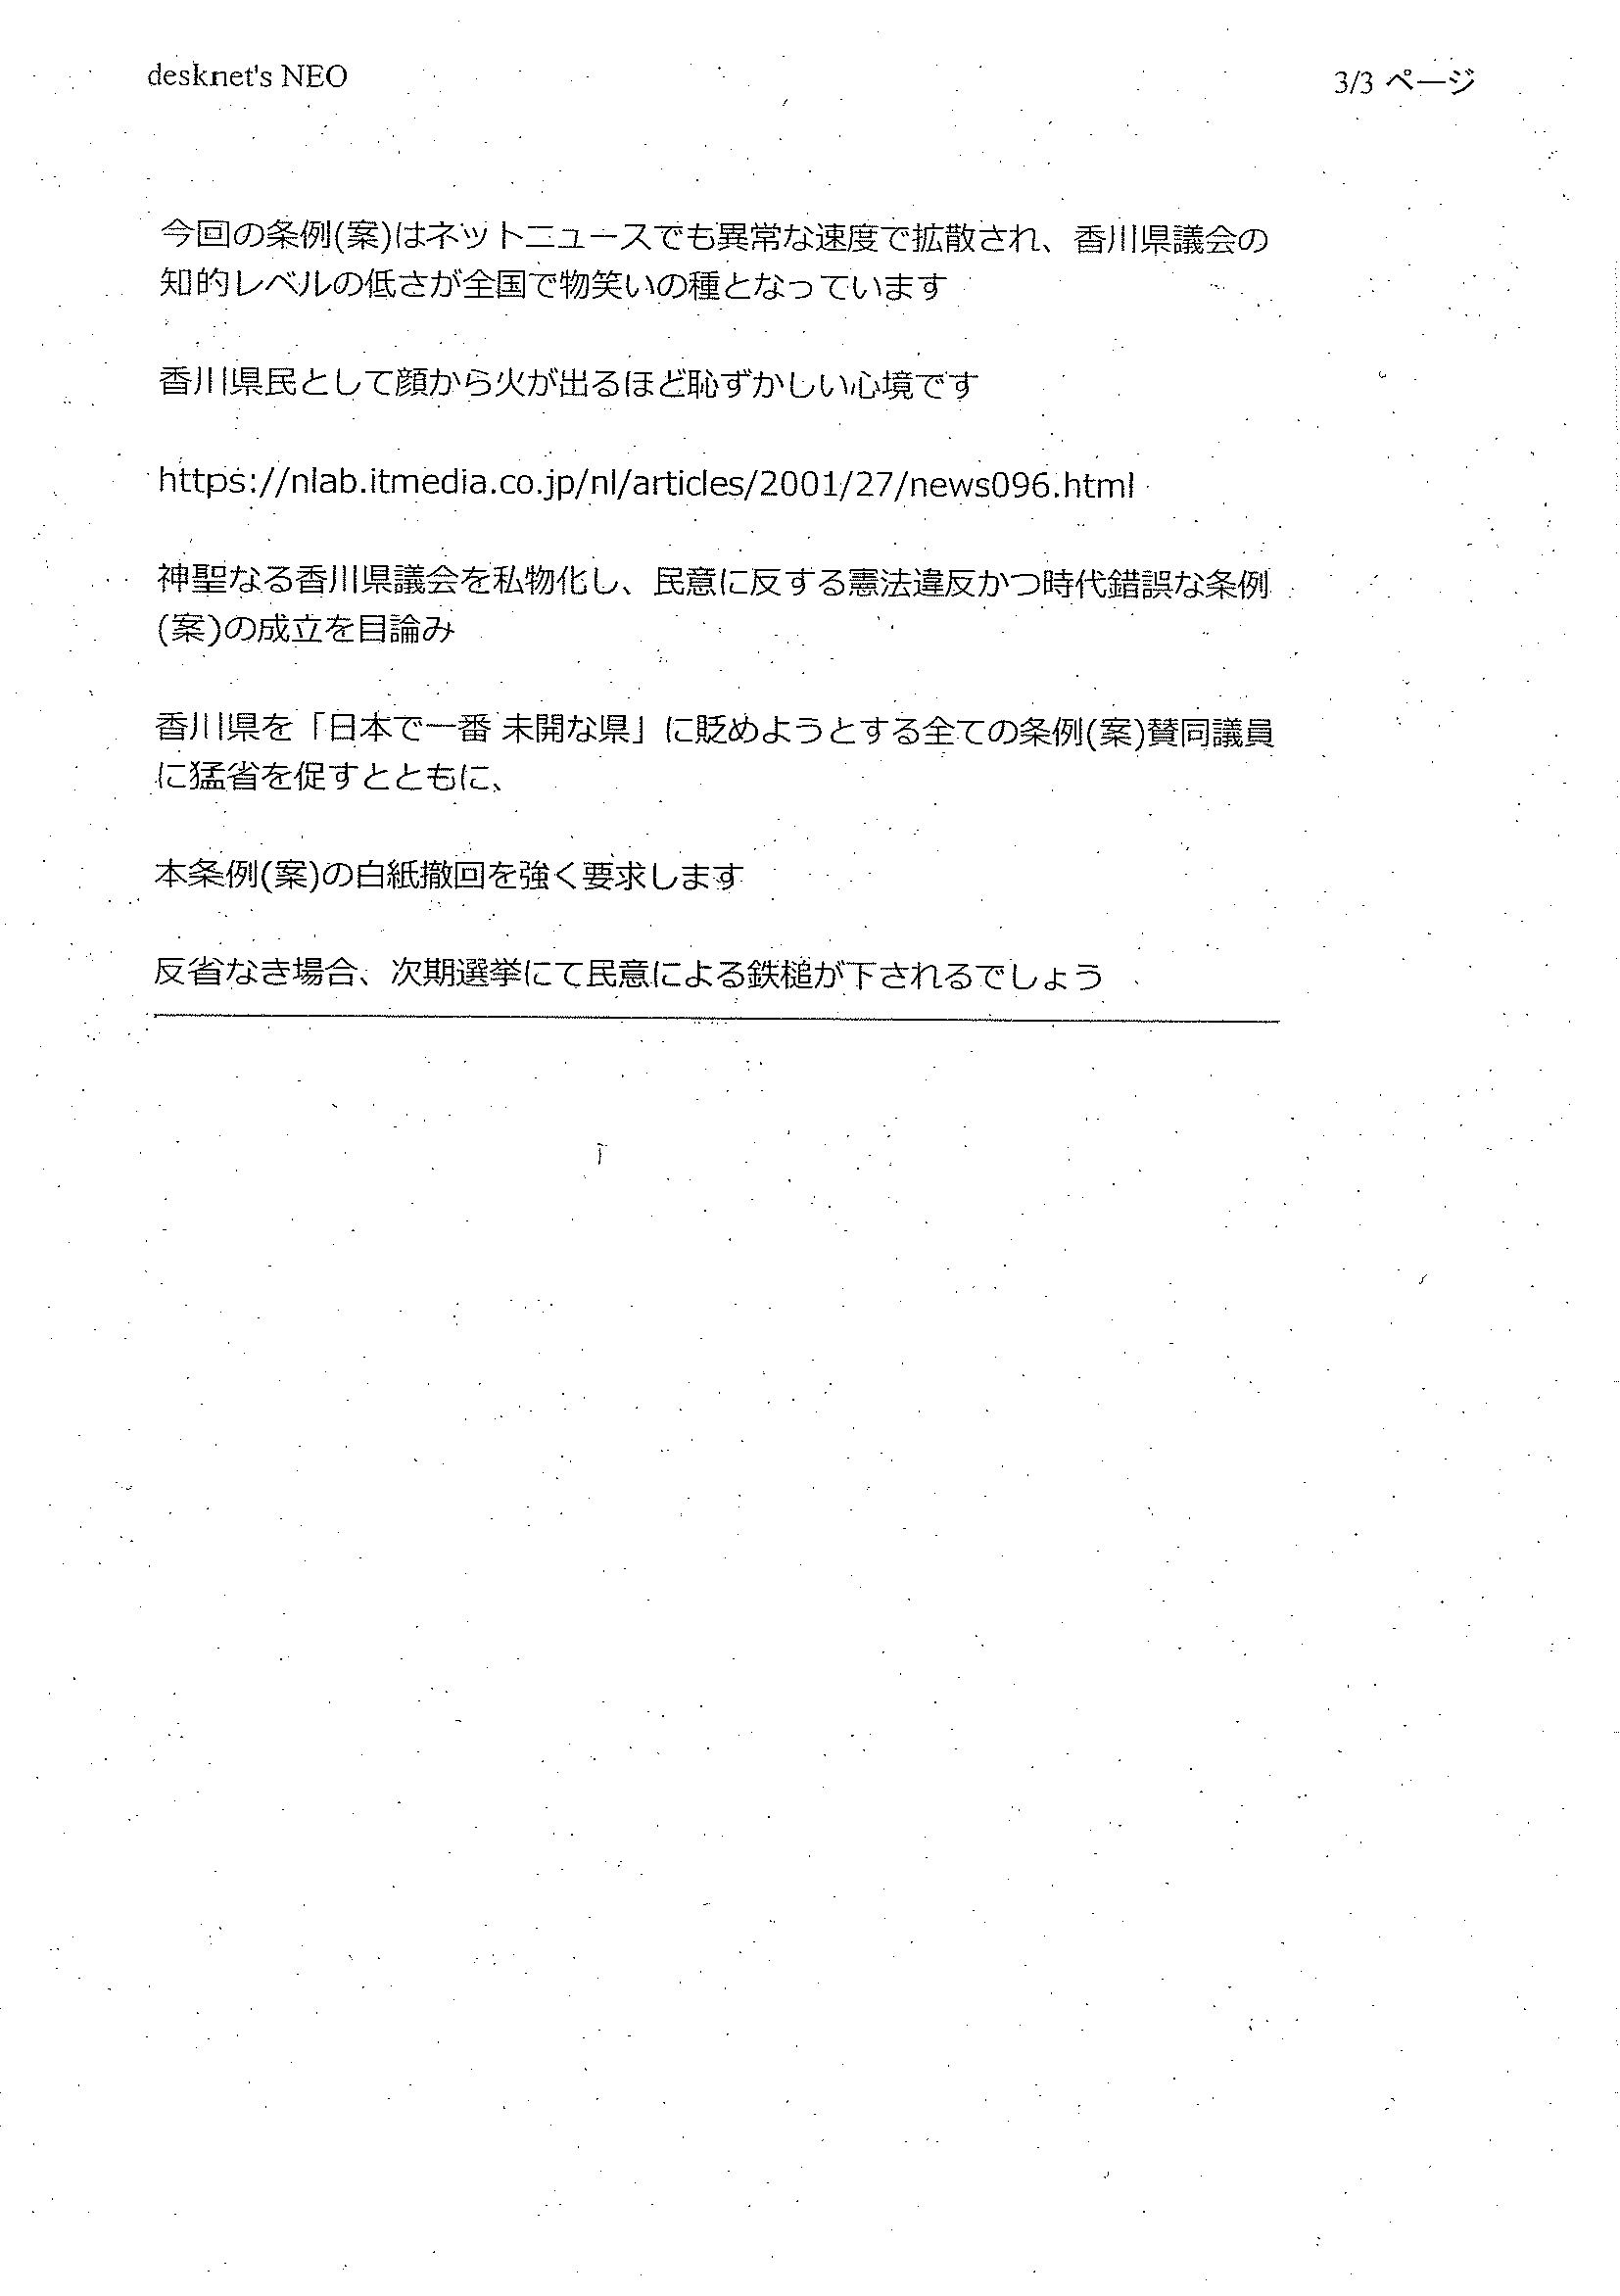 desknet's NEO
3/3 ページ
今回の条例(案)はネットニュースでも異常な速度で拡散され、香川県議会の
知的レベルの低さが全国で物笑いの種となっています
香川県民として顔から火が出るほど恥ずかしい心境です
https://nlab.itmedia.co.jp/nl/articles/2001/27/news096.html
神聖なる香川県議会を私物化し、民意に反する憲法違反かつ時代錯誤な条例
(案)の成立を目論み
香川県を「日本で一番 未開な県」に貶めようとする全ての条例(案)賛同議員
に猛省を促すとともに、
本条例(案)の白紙撤回を強く要求します
反省なき場合、次期選挙にて民意による鉄槌が下されるでしょう